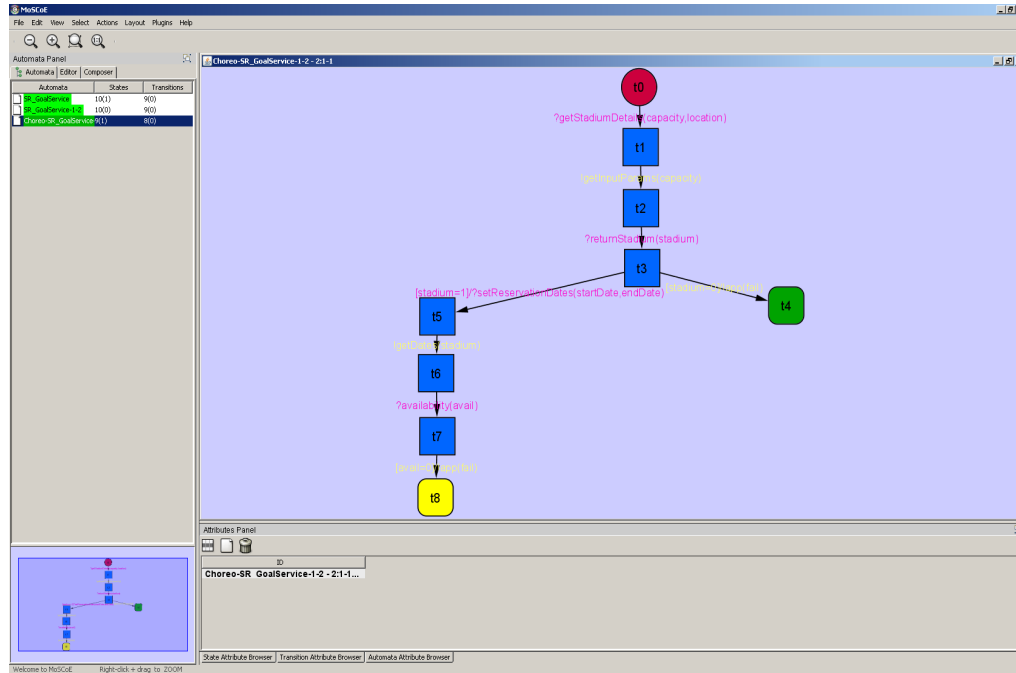 MoSCoE
File Edit View Select Actions Layout Plugins Help
Automata Panel
Automata Editor Composer
Automata States Transitions
SR_GoalService 10(1) 9(0)
SR_GoalService-1-2 10(0) 9(0)
Choreo-SR_GoalService 9(1) 8(0)
Choreo-SR_GoalService-1-2 - 2:1-1
t0
?getStadiumDetails(capacity,location)
t1
!getInputParams(capacity)
t2
?returnStadium(stadium)
t3
[stadium=1]/?setReservationDates(startDate,endDate)
t4
t5
!getDates(stadium)
t6
?availability(avail)
t7
t8
Attributes Panel
ID
Choreo-SR_GoalService-1-2 - 2:1-1...
State Attribute Browser Transition Attribute Browser Automata Attribute Browser
Welcome to MoSCoE Right-click + drag to ZOOM